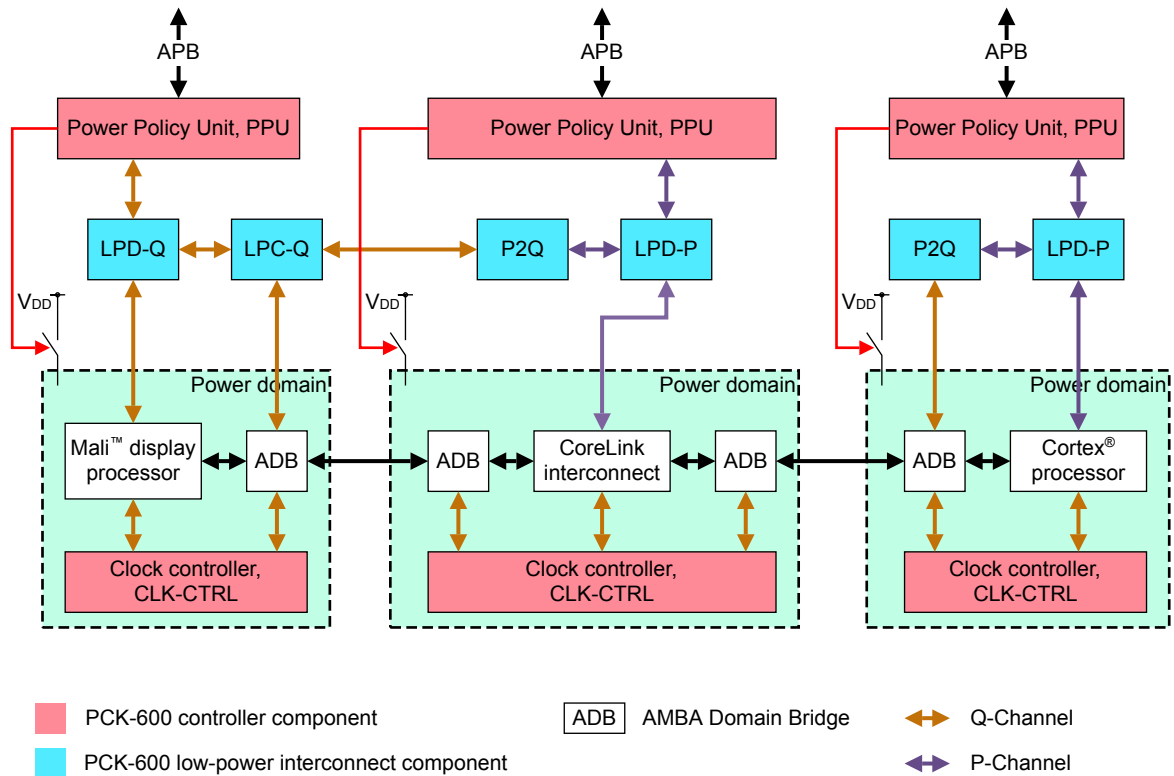 APB
APB
APB
Power Policy Unit, PPU
Power Policy Unit, PPU
Power Policy Unit, PPU
LPD-Q
LPC-Q
P2Q
LPD-P
P2Q
LPD-P
VDD
VDD
VDD
Power domain
Power domain
Power domain
Mali™ display
processor
ADB
ADB
CoreLink
interconnect
ADB
ADB
Cortex®
processor
Clock controller,
CLK-CTRL
Clock controller,
CLK-CTRL
Clock controller,
CLK-CTRL
PCK-600 controller component
ADB
AMBA Domain Bridge
Q-Channel
PCK-600 low-power interconnect component
P-Channel